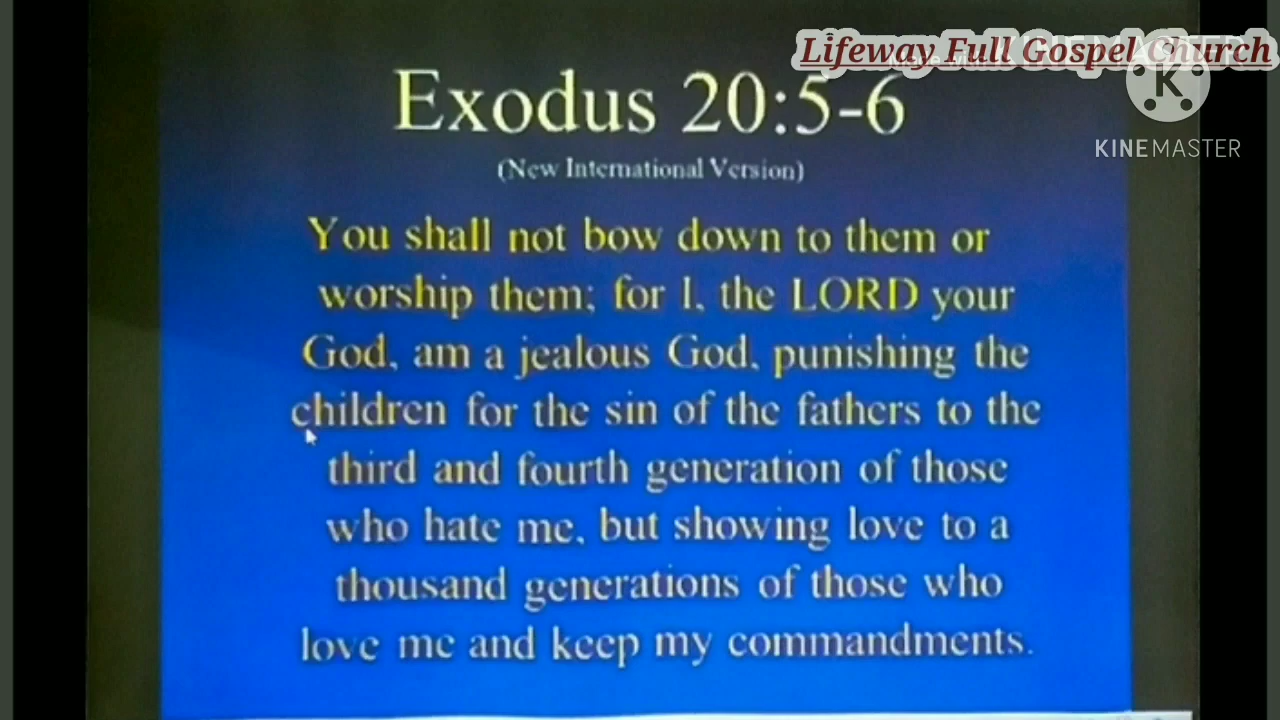 Lifeway Full Gospel Church
KINEMASTER
Exodus 20:5-6
(New International Version)
You shall not bow down to them or
worship them; for I, the LORD your
God, am a jealous God, punishing the
children for the sin of the fathers to the
third and fourth generation of those
who hate me, but showing love to a
thousand generations of those who
love me and keep my commandments.